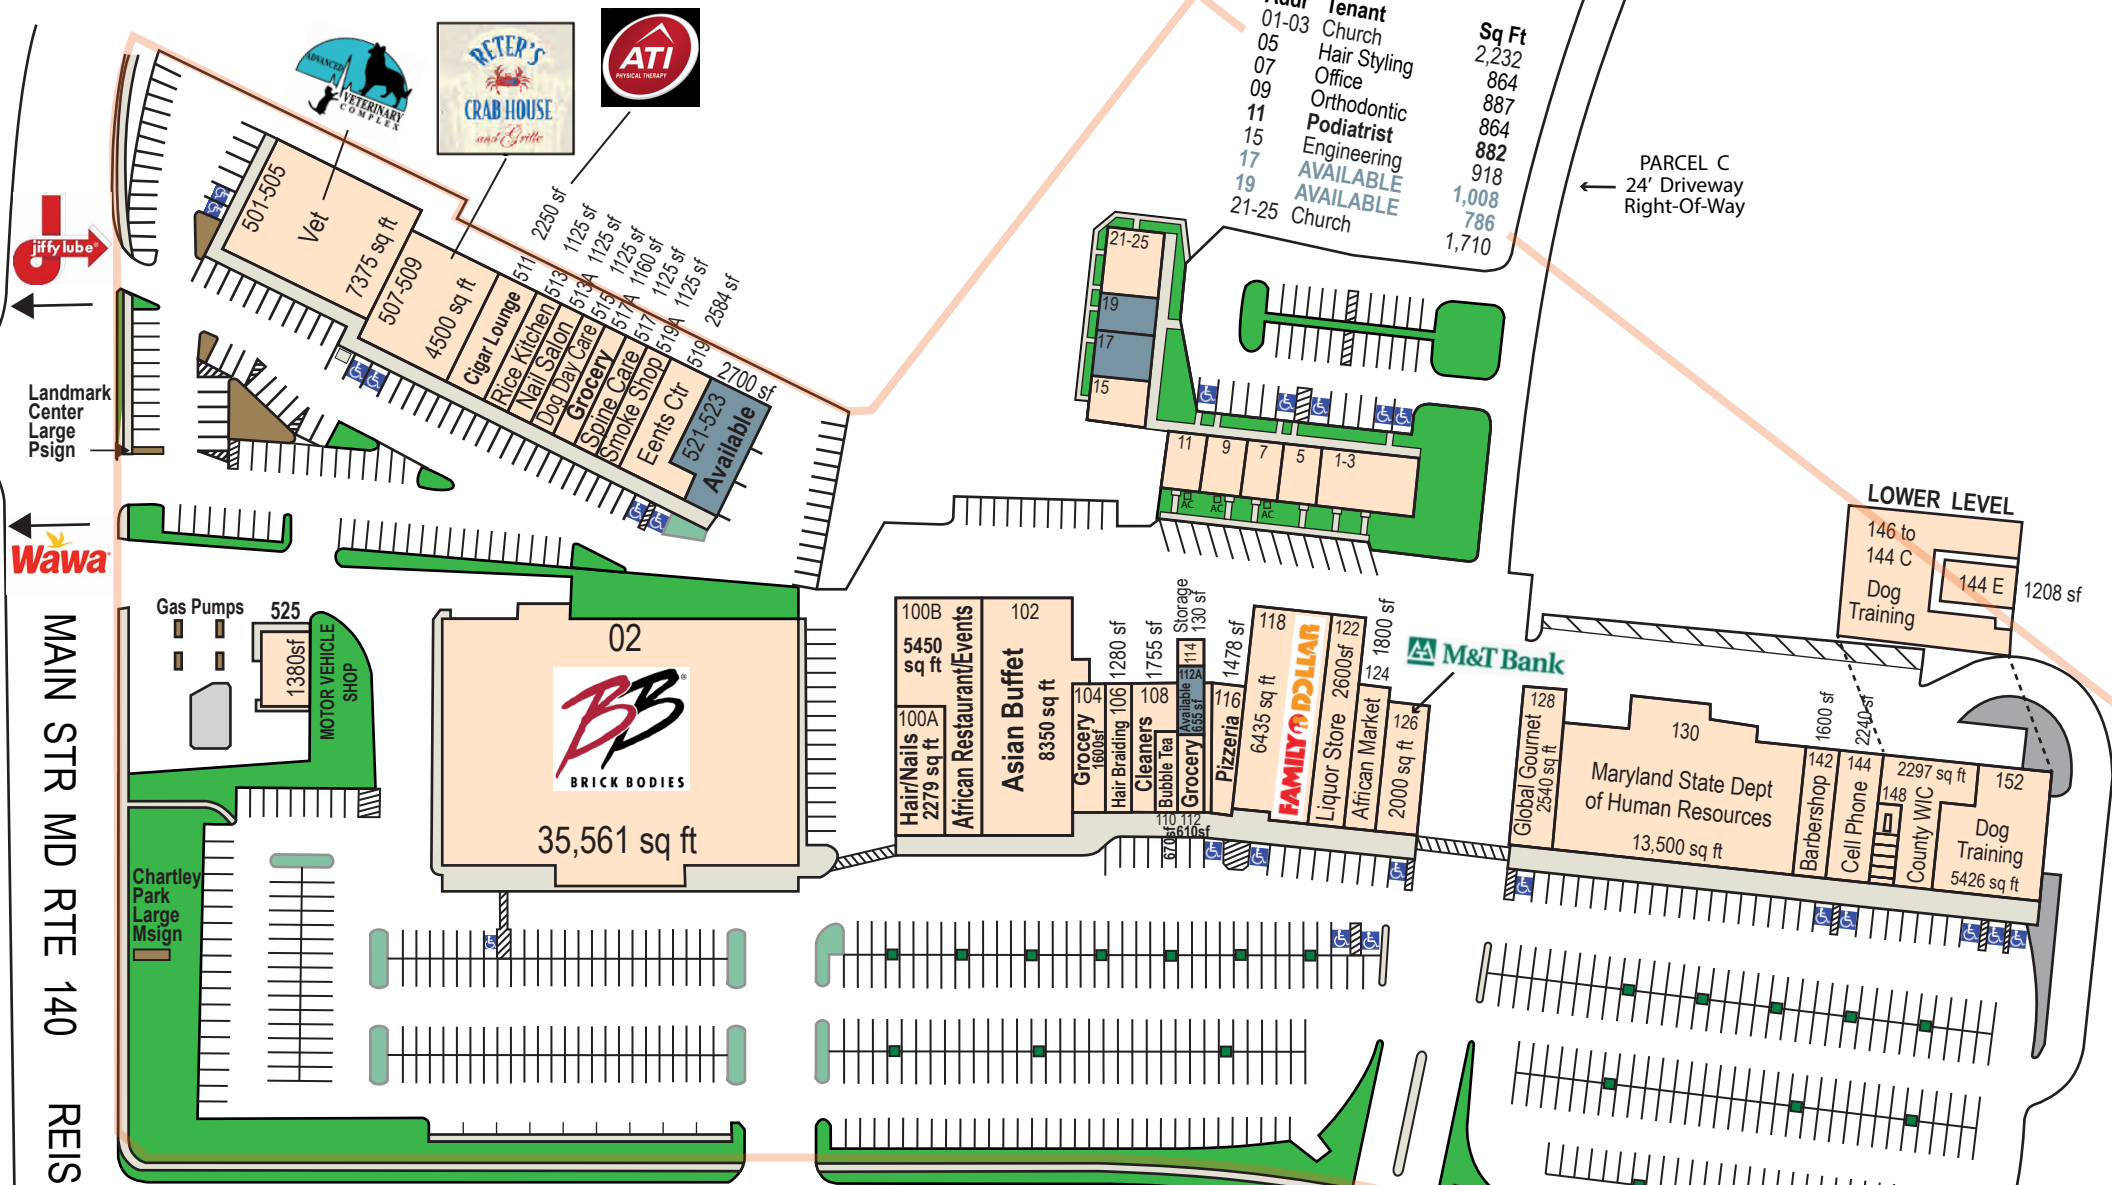 Addr Tenant Sq Ft
01-03 Church 2,232
05 Hair Styling 864
07 Office 887
09 Orthodontic 864
11 Podiatrist 882
15 Engineering 918
17 AVAILABLE 1,008
19 AVAILABLE 786
21-25 Church 1,710
PARCEL C
24' Driveway
Right-Of-Way
ADVANCED
VETERINARY
COMPLEX
RETER'S
CRAB HOUSE
and Grille
ATI
PHYSICAL THERAPY
jiffy lube
Landmark
Center
Large
Psign
Wawa
501-505
Vet
7375 sq ft
507-509
4500 sq ft
511
Cigar Lounge
2250 sf
513
Rice Kitchen
1125 sf
513A
Nail Salon
1125 sf
515
Dog Day Care
1125 sf
517A
Grocery
1160 sf
517
Spine Care
1125 sf
519A
Smoke Shop
1125 sf
519
Eents Ctr
2584 sf
2700 sf
521-523
Available
21-25
19
17
15
11
9
7
5
1-3
AC
AC
AC
LOWER LEVEL
146 to
144 C
Dog
Training
144 E
1208 sf
Gas Pumps
525
1380sf
MOTOR VEHICLE
SHOP
02
BB
BRICK BODIES
35,561 sq ft
100B
5450
sq ft
African Restaurant/Events
100A
Hair/Nails
2279 sq ft
102
Asian Buffet
8350 sq ft
104
Grocery
1600sf
1280 sf
106
Hair Braiding
1755 sf
108
Cleaners
Bubble Tea
110
670sf
Storage
130 sf
114
112A
Available
655 sf
Grocery
112
610sf
1478 sf
116
Pizzeria
118
6435 sq ft
FAMILY DOLLAR
122
Liquor Store 2600sf
1800 sf
124
African Market
126
2000 sq ft
M&T Bank
128
Global Gournet
2540 sq ft
130
Maryland State Dept
of Human Resources
13,500 sq ft
1600 sf
142
Barbershop
2240 sf
144
Cell Phone
2297 sq ft
148
County WIC
152
Dog
Training
5426 sq ft
Chartley
Park
Large
Msign
MAIN STR MD RTE 140 REIS